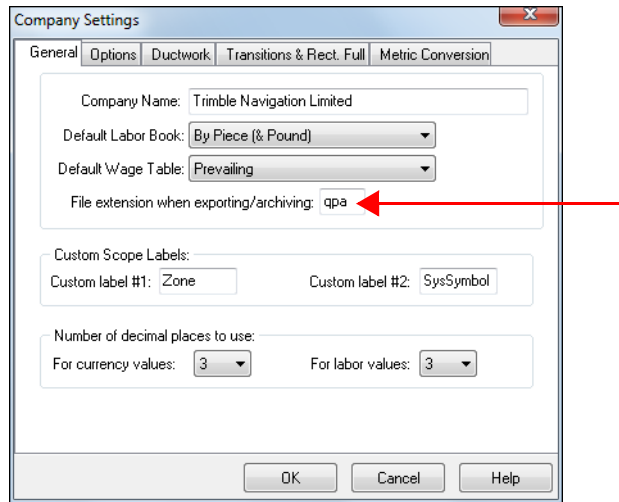 Company Settings
General Options Ductwork Transitions & Rect. Full Metric Conversion
Company Name: Trimble Navigation Limited
Default Labor Book: By Piece (& Pound)
Default Wage Table: Prevailing
File extension when exporting/archiving: qpa
Custom Scope Labels:
Custom label #1: Zone Custom label #2: SysSymbol
Number of decimal places to use:
For currency values: 3 For labor values: 3
OK Cancel Help